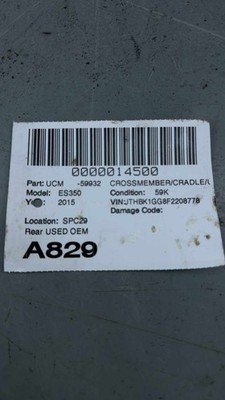 0000014500
Part: UCM -59932 CROSSMEMBER/CRADLE/U
Model: ES350 Condition: 59K
Year: 2015 VIN:JTHBK1GG8F2208778
Damage Code:
Location: SPC29
Rear USED OEM
A829